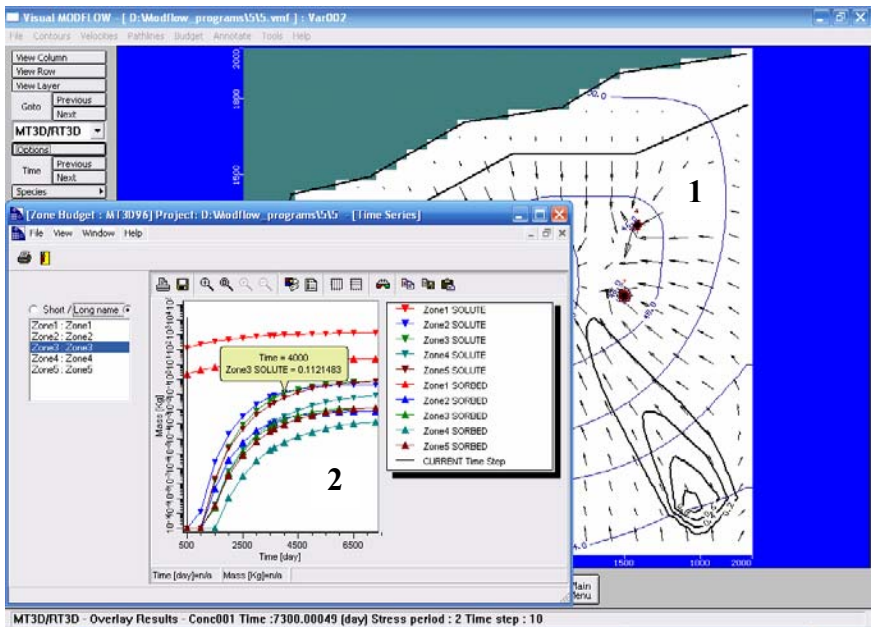 Visual MODFLOW - [ D:\Modflow_programs\5\5.vmf ] : Var002
File Contours Velocities Pathlines Budget Annotate Tools Help
View Column
View Row
View Layer
Goto
Previous
Next
MT3D/RT3D
Options
Time
Previous
Next
Species
2000
1800
1500
1
[Zone Budget : MT3D96] Project: D:\Modflow_programs\5\5 - [Time Series]
File View Window Help
Short / Long name
Zone1 : Zone1
Zone2 : Zone2
Zone3 : Zone3
Zone4 : Zone4
Zone5 : Zone5
Time = 4000
Zone3 SOLUTE = 0.1121483
Mass [Kg]
2
500 2500 4500 6500
Time [day]
Zone1 SOLUTE
Zone2 SOLUTE
Zone3 SOLUTE
Zone4 SOLUTE
Zone5 SOLUTE
Zone1 SORBED
Zone2 SORBED
Zone3 SORBED
Zone4 SORBED
Zone5 SORBED
CURRENT Time Step
Time [day]=n/a Mass [Kg]=n/a
1500 1800 2000
Main
Menu
MT3D/RT3D - Overlay Results - Conc001 Time :7300.00049 (day) Stress period : 2 Time step : 10